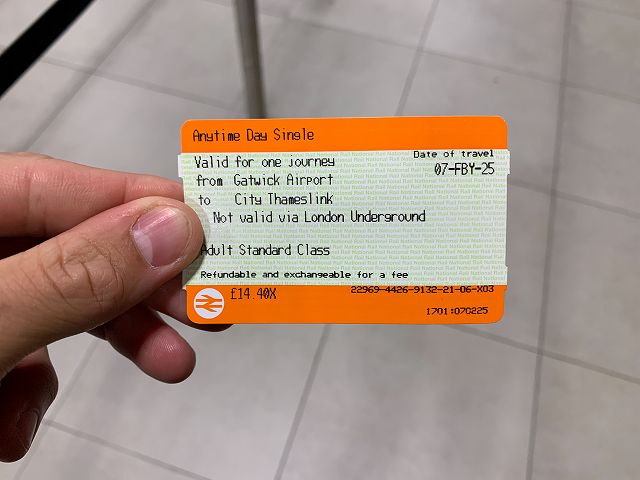 Anytime Day Single
Date of travel
Valid for one journey
07-FBY-25
from Gatwick Airport
to City Thameslink
Not valid via London Underground
Adult Standard Class
Refundable and exchangeable for a fee
£14.40X
22969-4426-9132-21-06-X03
1701:070225